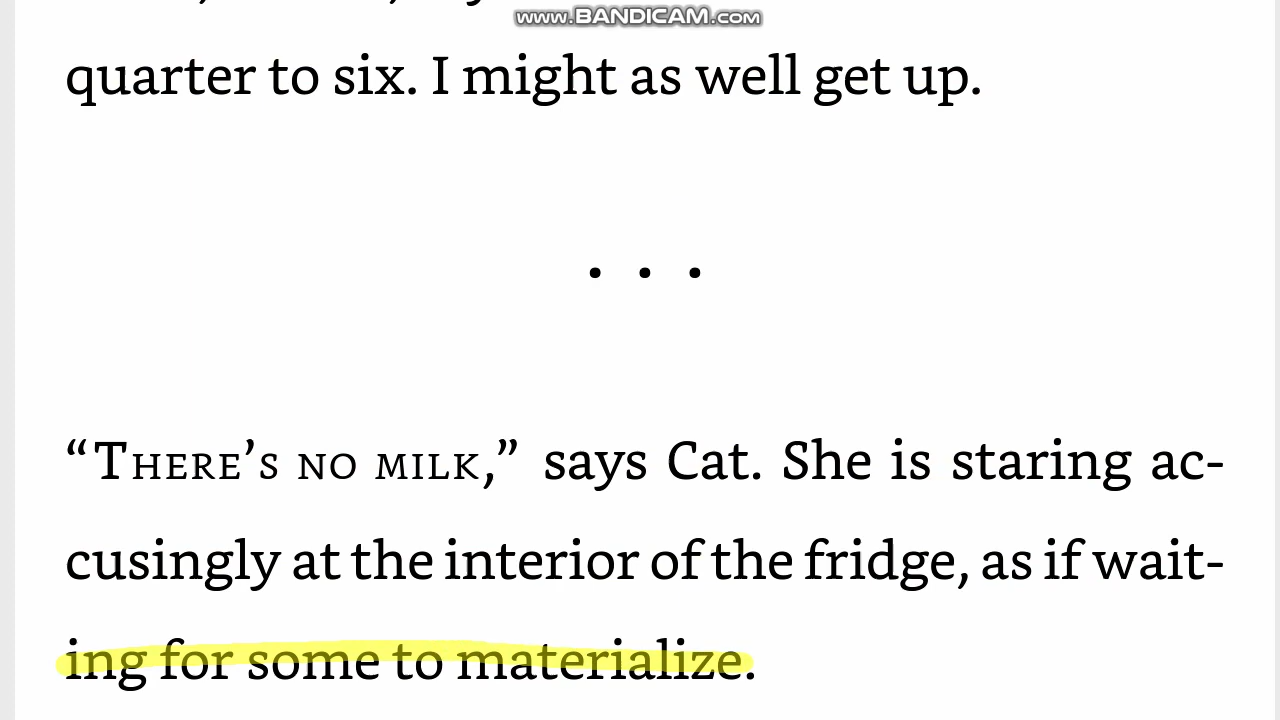 www.BANDICAM.com
quarter to six. I might as well get up.
. . .
“THERE’S NO MILK,” says Cat. She is staring ac-
cusingly at the interior of the fridge, as if wait-
ing for some to materialize.